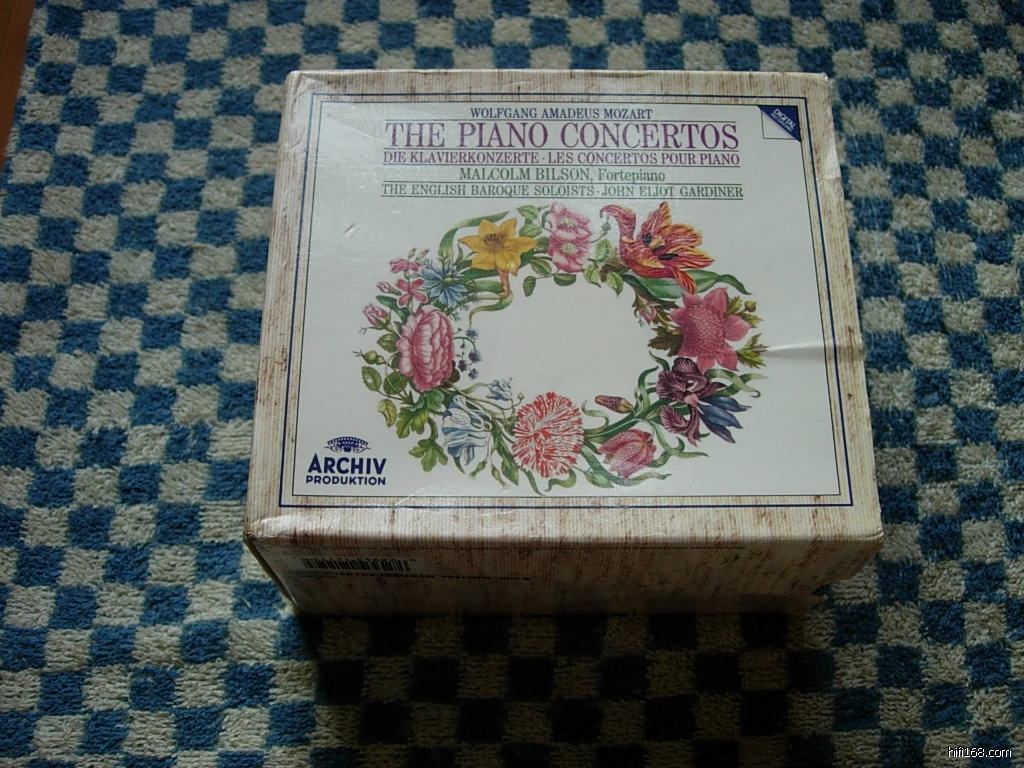 WOLFGANG AMADEUS MOZART
THE PIANO CONCERTOS
DIE KLAVIERKONZERTE · LES CONCERTOS POUR PIANO
MALCOLM BILSON, Fortepiano
THE ENGLISH BAROQUE SOLOISTS · JOHN ELIOT GARDINER
DIGITAL
ARCHIV
PRODUKTION
hifi168.com